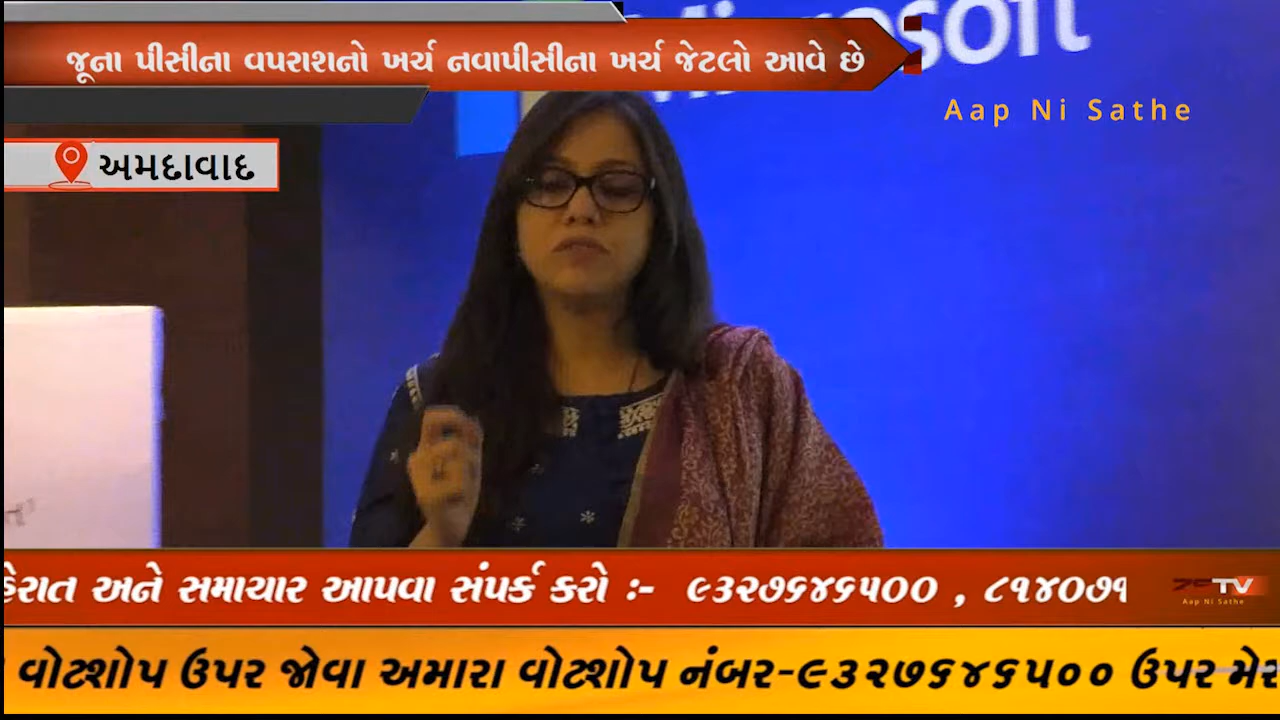 જૂના પીસીના વપરાશનો ખર્ચ નવાપીસીના ખર્ચ જેટલો આવે છે
Aap Ni Sathe
અમદાવાદ
અને સમાચાર આપવા સંપર્ક કરો :- ૯૩૨૭૬૪૬૫૦૦ , ૮૧૪૦૭૧
TV
Aap Ni Sathe
વોટ્શોપ ઉપર જોવા અમારા વોટ્શોપ નંબર-૯૩૨૭૬૪૬૫૦૦ ઉપર